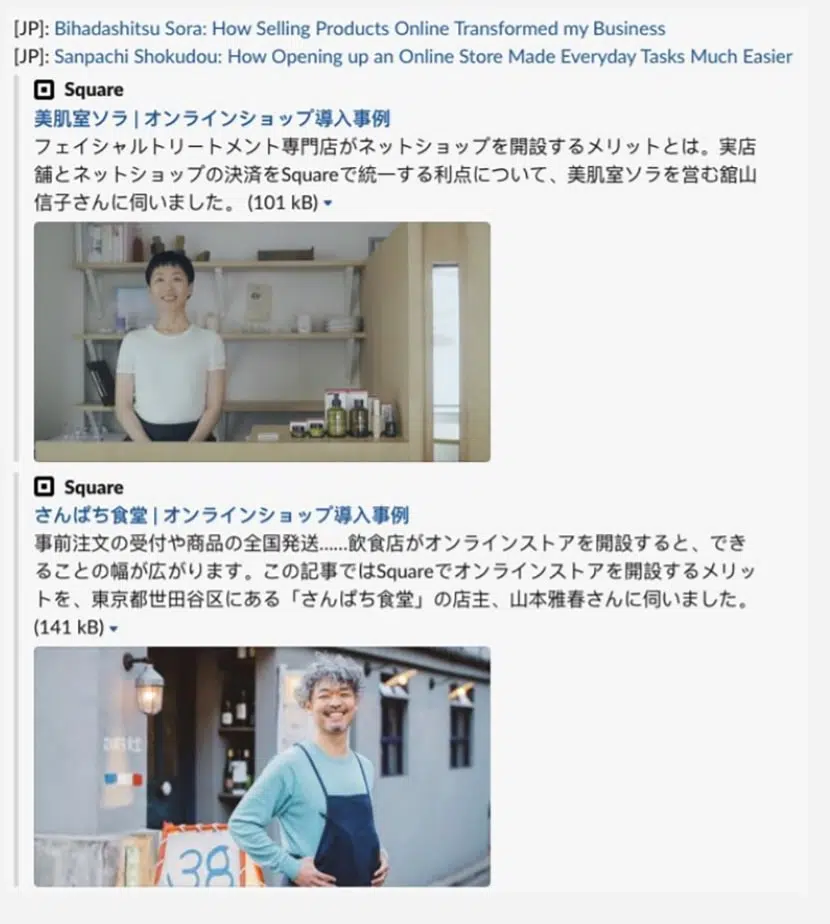 [JP]: Bihadashitsu Sora: How Selling Products Online Transformed my Business
[JP]: Sanpachi Shokudou: How Opening up an Online Store Made Everyday Tasks Much Easier
Square
美肌室ソラ | オンラインショップ導入事例
フェイシャルトリートメント専門店がネットショップを開設するメリットとは。実店
舗とネットショップの決済をSquareで統一する利点について、美肌室ソラを営む舘山
信子さんに伺いました。 (101 kB)
Square
さんぱち食堂 | オンラインショップ導入事例
事前注文の受付や商品の全国発送......飲食店がオンラインストアを開設すると、でき
ることの幅が広がります。この記事ではSquareでオンラインストアを開設するメリッ
トを、東京都世田谷区にある「さんぱち食堂」の店主、山本雅春さんに伺いました。
(141 kB)
38